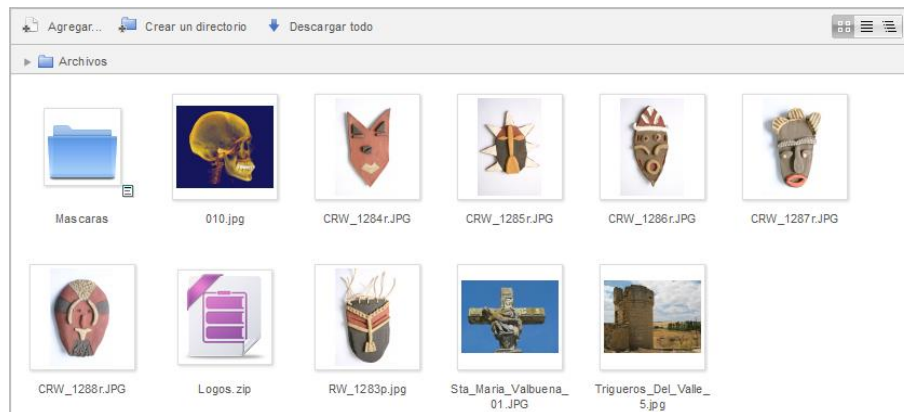 Agregar... Crear un directorio Descargar todo
Archivos
Mascaras 010.jpg CRW_1284r.JPG CRW_1285r.JPG CRW_1286r.JPG CRW_1287r.JPG
CRW_1288r.JPG Logos.zip RW_1283p.jpg Sta_Maria_Valbuena_ Trigueros_Del_Valle_
01.JPG 5.jpg